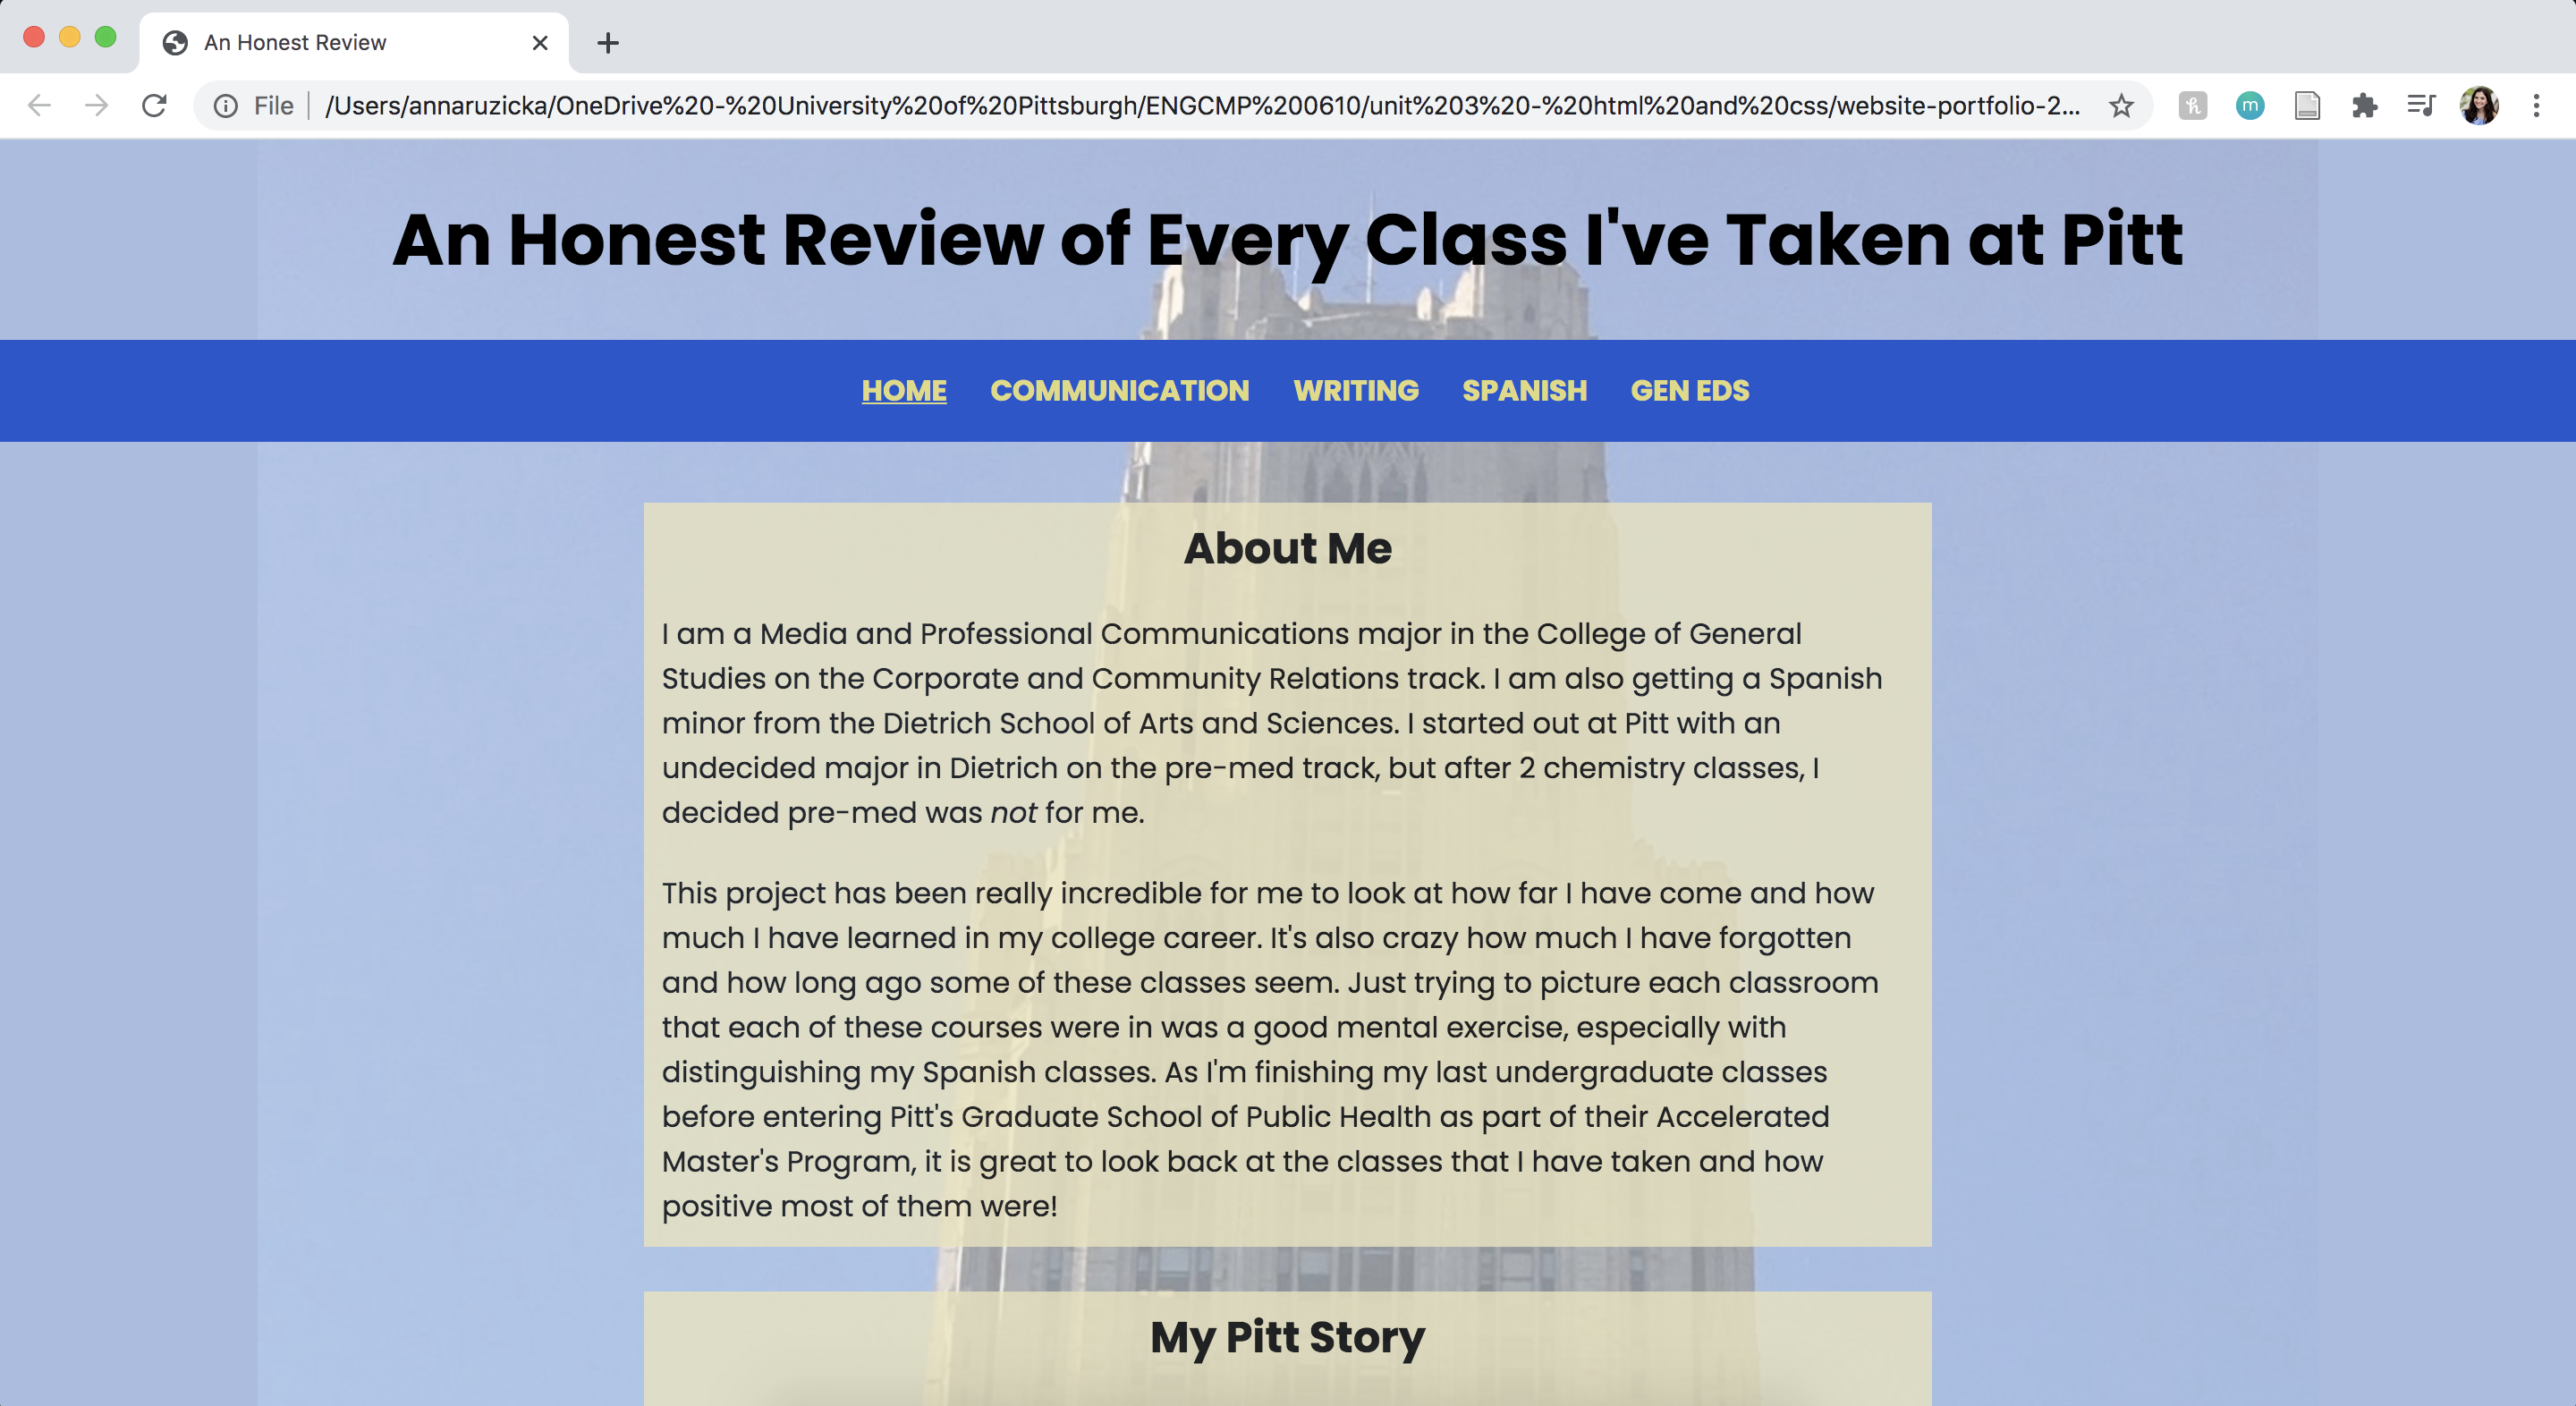 An Honest Review
File /Users/annaruzicka/OneDrive%20-%20University%20of%20Pittsburgh/ENGCMP%200610/unit%203%20-%20html%20and%20css/website-portfolio-2...
h
m
An Honest Review of Every Class I've Taken at Pitt
HOME COMMUNICATION WRITING SPANISH GEN EDS
About Me
I am a Media and Professional Communications major in the College of General
Studies on the Corporate and Community Relations track. I am also getting a Spanish
minor from the Dietrich School of Arts and Sciences. I started out at Pitt with an
undecided major in Dietrich on the pre-med track, but after 2 chemistry classes, I
decided pre-med was not for me.
This project has been really incredible for me to look at how far I have come and how
much I have learned in my college career. It's also crazy how much I have forgotten
and how long ago some of these classes seem. Just trying to picture each classroom
that each of these courses were in was a good mental exercise, especially with
distinguishing my Spanish classes. As I'm finishing my last undergraduate classes
before entering Pitt's Graduate School of Public Health as part of their Accelerated
Master's Program, it is great to look back at the classes that I have taken and how
positive most of them were!
My Pitt Story